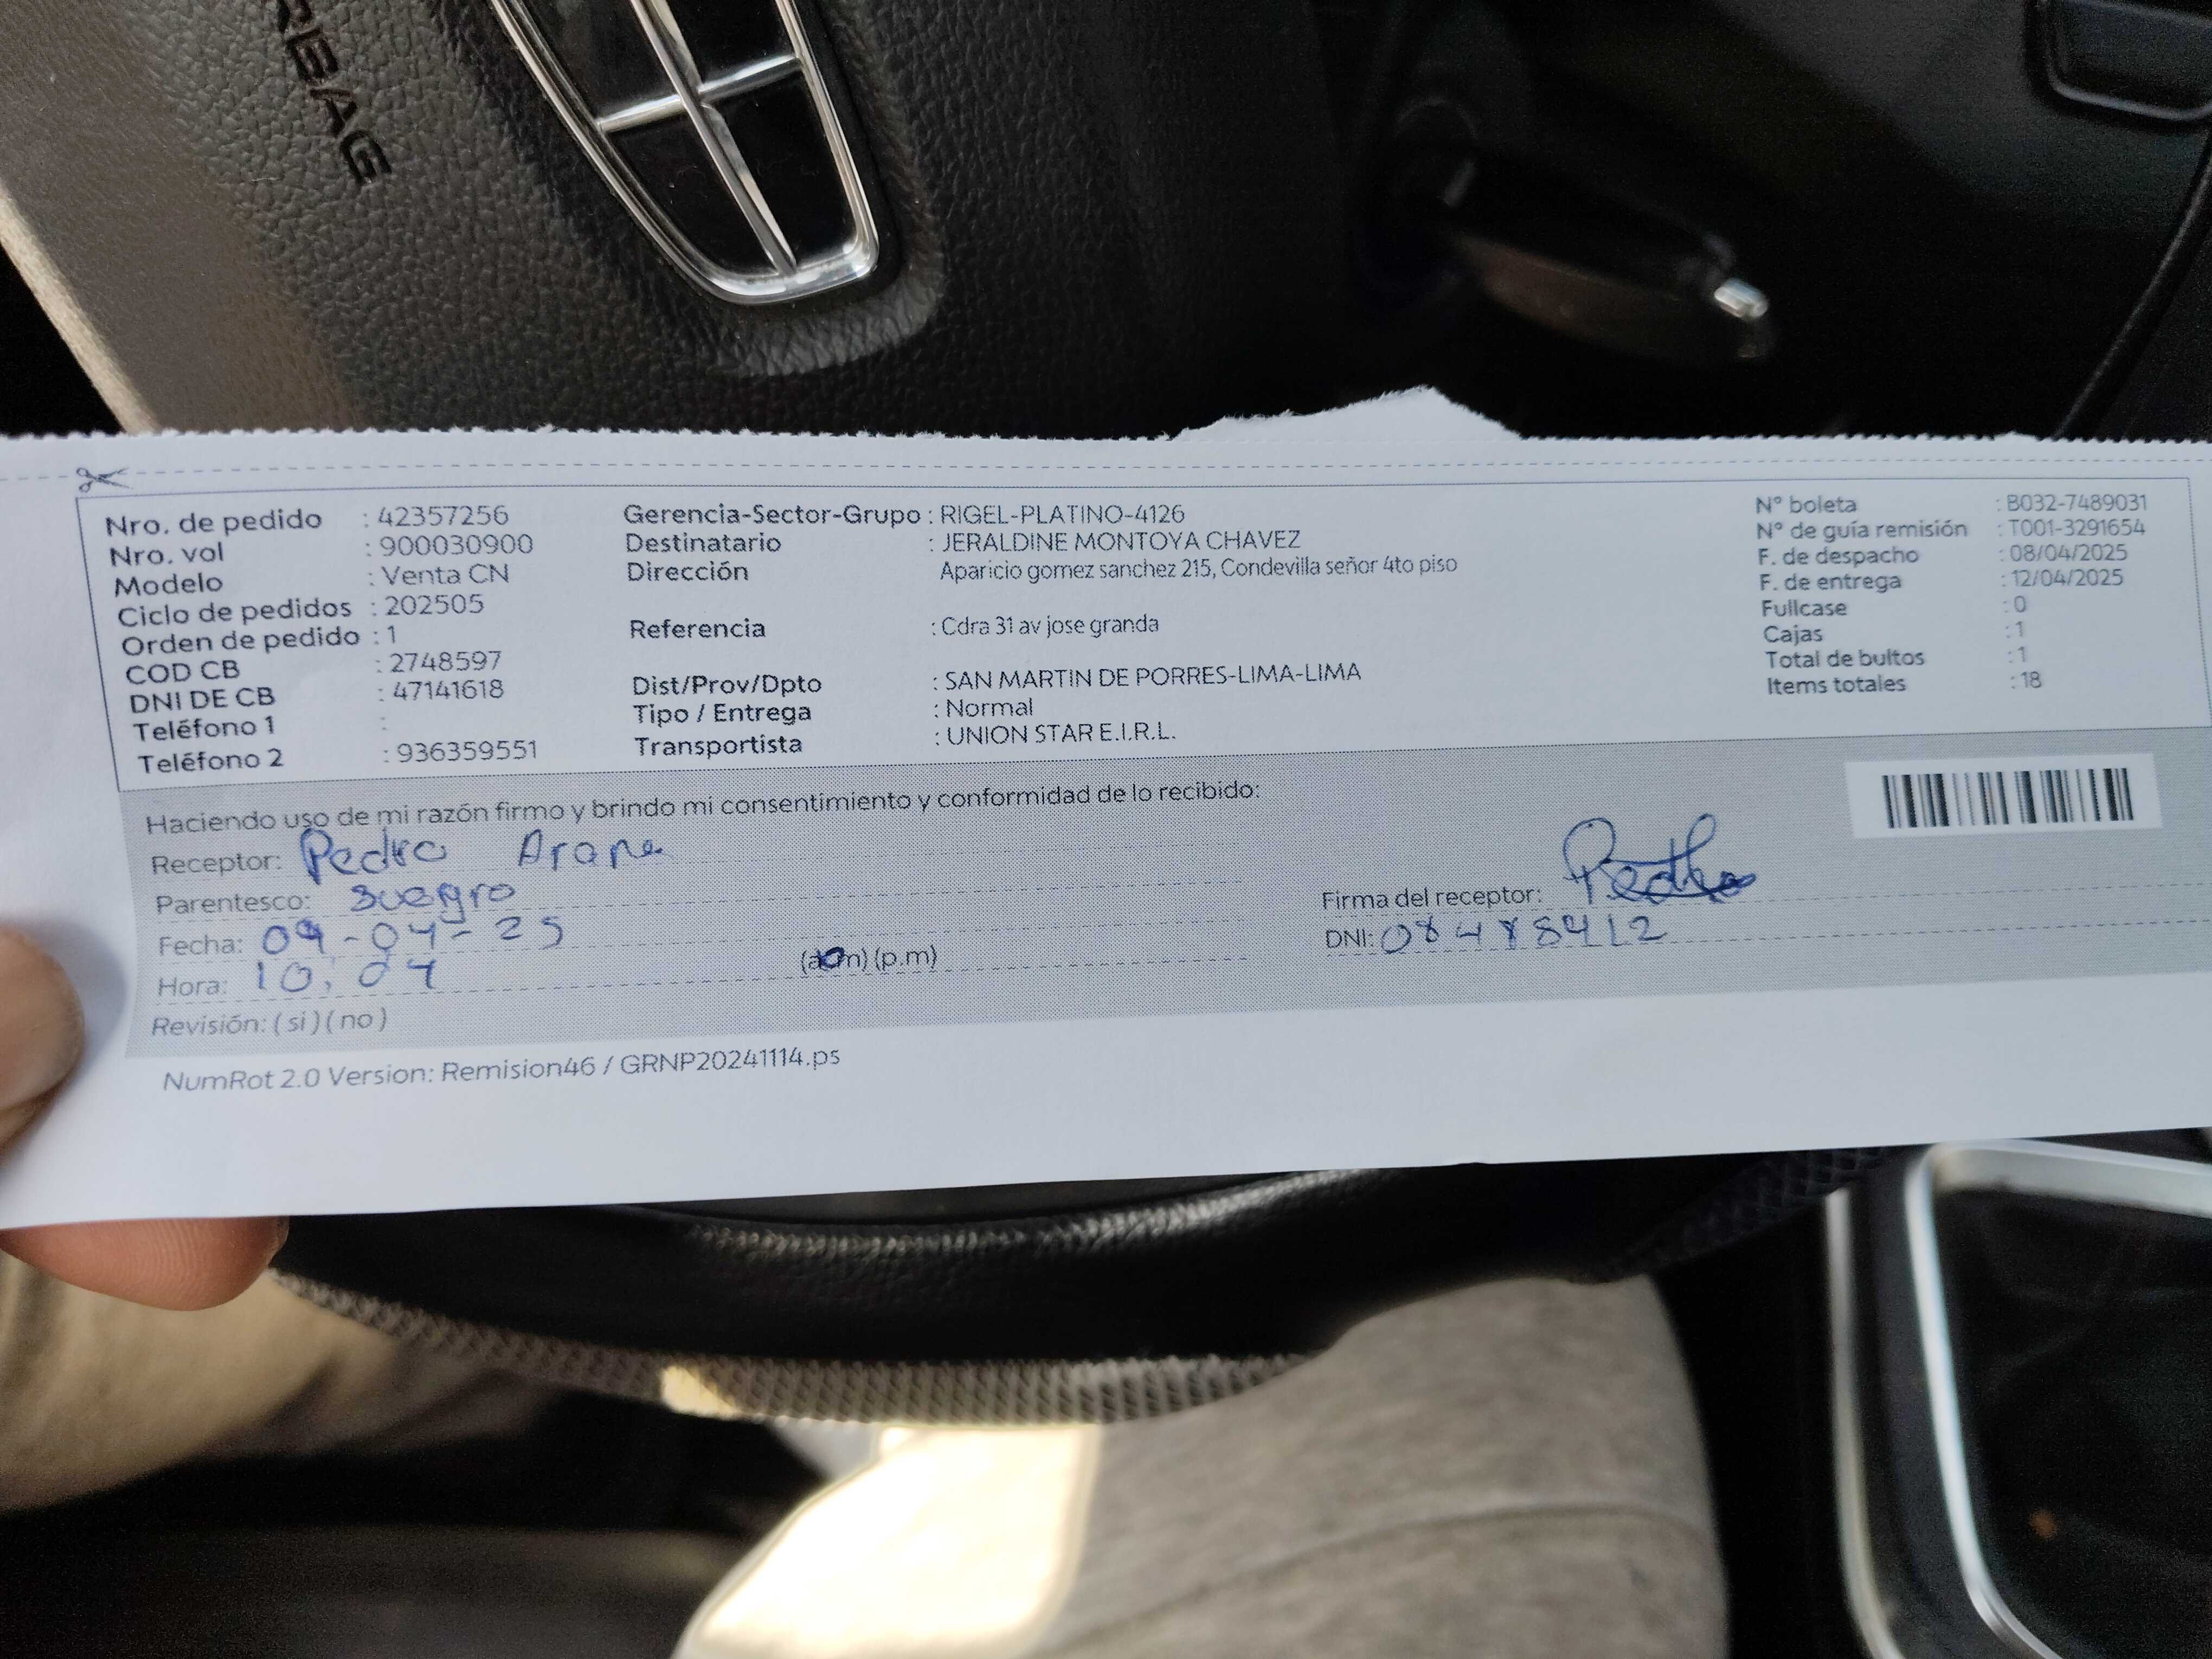 REAG
Nro. de pedido : 42357256
Nro. vol : 900030900
Modelo : Venta CN
Ciclo de pedidos : 202505
Orden de pedido : 1
COD CB : 2748597
DNI DE CB : 47141618
Teléfono 1 :
Teléfono 2 : 936359551
Gerencia-Sector-Grupo : RIGEL-PLATINO-4126
Destinatario : JERALDINE MONTOYA CHAVEZ
Dirección Aparicio gomez sanchez 215, Condevilla señor 4to piso
Referencia : Cdra 31 av jose granda
Dist/Prov/Dpto : SAN MARTIN DE PORRES-LIMA-LIMA
Tipo / Entrega : Normal
Transportista : UNION STAR E.I.R.L.
N° boleta : B032-7489031
N° de guía remisión : T001-3291654
F. de despacho : 08/04/2025
F. de entrega : 12/04/2025
Fullcase : 0
Cajas : 1
Total de bultos : 1
Items totales : 18
Haciendo uso de mi razón firmo y brindo mi consentimiento y conformidad de lo recibido:
Receptor: Pedro Arana
Parentesco: suegro
Fecha: 09-04-25
Hora: 10:04 (a.m) (p.m)
Revisión: ( si ) ( no )
Firma del receptor: Pedro
DNI:
NumRot 2.0 Version: Remision46 / GRNP20241114.ps